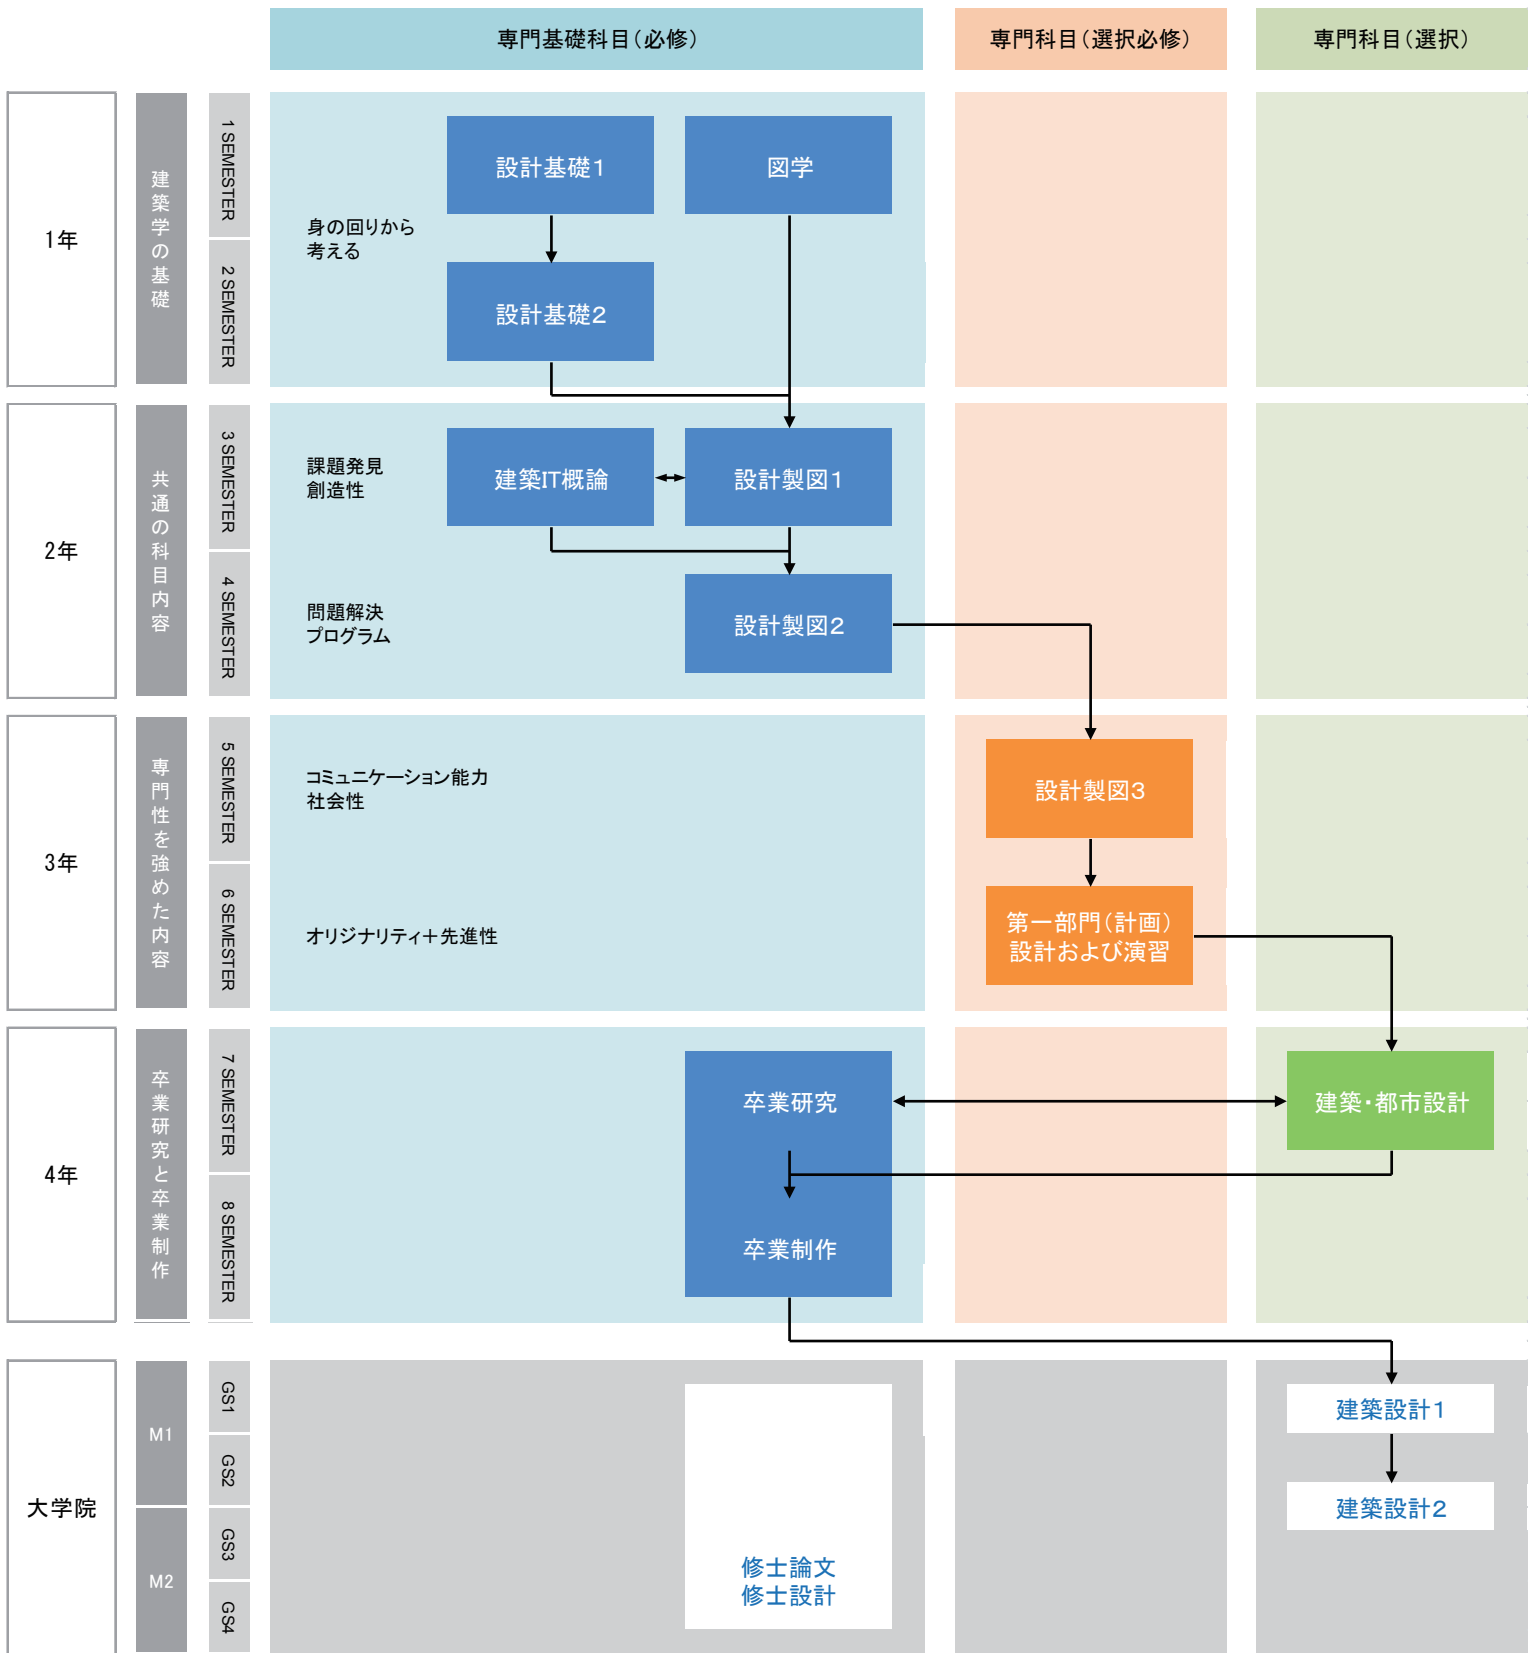 専門基礎科目（必修）
専門科目（選択必修）
専門科目（選択）
1年
建築学の基礎
1 SEMESTER
2 SEMESTER
身の回りから
考える
設計基礎１
図学
設計基礎２
2年
共通の科目内容
3 SEMESTER
4 SEMESTER
課題発見
創造性
建築IT概論
設計製図１
問題解決
プログラム
設計製図２
3年
専門性を強めた内容
5 SEMESTER
6 SEMESTER
コミュニケーション能力
社会性
設計製図３
オリジナリティ＋先進性
第一部門（計画）
設計および演習
4年
卒業研究と卒業制作
7 SEMESTER
8 SEMESTER
卒業研究
建築・都市設計
卒業制作
大学院
M1
M2
GS1
GS2
GS3
GS4
建築設計１
建築設計２
修士論文
修士設計